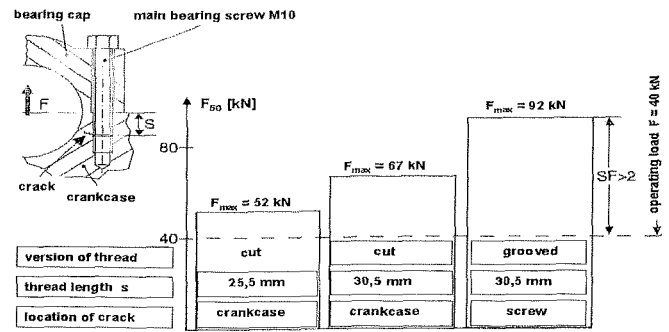 bearing cap
main bearing screw M10
F
S
crack
crankcase
F50 [kN]
80
40
Fmax = 52 kN
Fmax = 67 kN
Fmax = 92 kN
SF>2
operating load F = 40 kN
version of thread
cut
cut
grooved
thread length s
25,5 mm
30,5 mm
30,5 mm
location of crack
crankcase
crankcase
screw